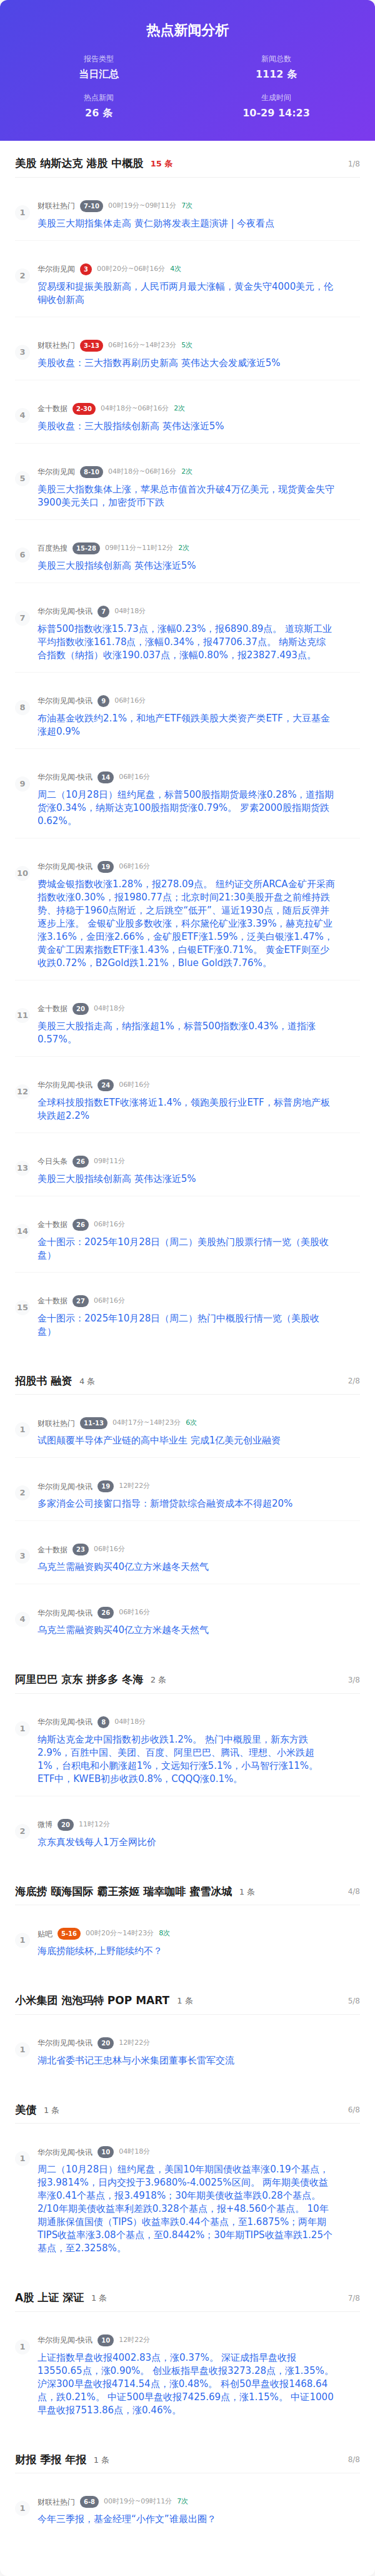 热点新闻分析
报告类型
新闻总数
当日汇总
1112 条
热点新闻
生成时间
26 条
10-29 14:23
美股 纳斯达克 港股 中概股 15 条 1/8
1
财联社热门 7-10 00时19分~09时11分 7次
美股三大期指集体走高 黄仁勋将发表主题演讲 | 今夜看点
2
华尔街见闻 3 00时20分~06时16分 4次
贸易缓和提振美股新高，人民币两月最大涨幅，黄金失守4000美元，伦
铜收创新高
3
财联社热门 3-13 06时16分~14时23分 5次
美股收盘：三大指数再刷历史新高 英伟达大会发威涨近5%
4
金十数据 2-30 04时18分~06时16分 2次
美股收盘：三大股指续创新高 英伟达涨近5%
5
华尔街见闻 8-10 04时18分~06时16分 2次
美股三大指数集体上涨，苹果总市值首次升破4万亿美元，现货黄金失守
3900美元关口，加密货币下跌
6
百度热搜 15-28 09时11分~11时12分 2次
美股三大股指续创新高 英伟达涨近5%
7
华尔街见闻-快讯 7 04时18分
标普500指数收涨15.73点，涨幅0.23%，报6890.89点。 道琼斯工业
平均指数收涨161.78点，涨幅0.34%，报47706.37点。 纳斯达克综
合指数（纳指）收涨190.037点，涨幅0.80%，报23827.493点。
8
华尔街见闻-快讯 9 06时16分
布油基金收跌约2.1%，和地产ETF领跌美股大类资产类ETF，大豆基金
涨超0.9%
9
华尔街见闻-快讯 14 06时16分
周二（10月28日）纽约尾盘，标普500股指期货最终涨0.28%，道指期
货涨0.34%，纳斯达克100股指期货涨0.79%。 罗素2000股指期货跌
0.62%。
10
华尔街见闻-快讯 19 06时16分
费城金银指数收涨1.28%，报278.09点。 纽约证交所ARCA金矿开采商
指数收涨0.30%，报1980.77点；北京时间21:30美股开盘之前维持跌
势、持稳于1960点附近，之后跳空“低开”、逼近1930点，随后反弹并
逐步上涨。 金银矿业股多数收涨，科尔黛伦矿业涨3.39%，赫克拉矿业
涨3.16%，金田涨2.66%，金矿股ETF涨1.59%，泛美白银涨1.47%，
黄金矿工因素指数ETF涨1.43%，白银ETF涨0.71%。 黄金ETF则至少
收跌0.72%，B2Gold跌1.21%，Blue Gold跌7.76%。
11
金十数据 20 04时18分
美股三大股指走高，纳指涨超1%，标普500指数涨0.43%，道指涨
0.57%。
12
华尔街见闻-快讯 24 06时16分
全球科技股指数ETF收涨将近1.4%，领跑美股行业ETF，标普房地产板
块跌超2.2%
13
今日头条 26 09时11分
美股三大股指续创新高 英伟达涨近5%
14
金十数据 26 06时16分
金十图示：2025年10月28日（周二）美股热门股票行情一览（美股收
盘）
15
金十数据 27 06时16分
金十图示：2025年10月28日（周二）热门中概股行情一览（美股收
盘）
招股书 融资 4 条 2/8
1
财联社热门 11-13 04时17分~14时23分 6次
试图颠覆半导体产业链的高中毕业生 完成1亿美元创业融资
2
华尔街见闻-快讯 19 12时22分
多家消金公司接窗口指导：新增贷款综合融资成本不得超20%
3
金十数据 23 06时16分
乌克兰需融资购买40亿立方米越冬天然气
4
华尔街见闻-快讯 26 06时16分
乌克兰需融资购买40亿立方米越冬天然气
阿里巴巴 京东 拼多多 冬海 2 条 3/8
1
华尔街见闻-快讯 8 04时18分
纳斯达克金龙中国指数初步收跌1.2%。 热门中概股里，新东方跌
2.9%，百胜中国、美团、百度、阿里巴巴、腾讯、理想、小米跌超
1%，台积电和小鹏涨超1%，文远知行涨5.1%，小马智行涨11%。
ETF中，KWEB初步收跌0.8%，CQQQ涨0.1%。
2
微博 20 11时12分
京东真发钱每人1万全网比价
海底捞 颐海国际 霸王茶姬 瑞幸咖啡 蜜雪冰城 1 条 4/8
1
贴吧 5-16 00时20分~14时23分 8次
海底捞能续杯,上野能续约不？
小米集团 泡泡玛特 POP MART 1 条 5/8
1
华尔街见闻-快讯 20 12时22分
湖北省委书记王忠林与小米集团董事长雷军交流
美债 1 条 6/8
1
华尔街见闻-快讯 10 04时18分
周二（10月28日）纽约尾盘，美国10年期国债收益率涨0.19个基点，
报3.9814%，日内交投于3.9680%-4.0025%区间。 两年期美债收益
率涨0.41个基点，报3.4918%；30年期美债收益率跌0.28个基点。
2/10年期美债收益率利差跌0.328个基点，报+48.560个基点。 10年
期通胀保值国债（TIPS）收益率跌0.44个基点，至1.6875%；两年期
TIPS收益率涨3.08个基点，至0.8442%；30年期TIPS收益率跌1.25个
基点，至2.3258%。
A股 上证 深证 1 条 7/8
1
华尔街见闻-快讯 10 12时22分
上证指数早盘收报4002.83点，涨0.37%。 深证成指早盘收报
13550.65点，涨0.90%。 创业板指早盘收报3273.28点，涨1.35%。
沪深300早盘收报4714.54点，涨0.48%。 科创50早盘收报1468.64
点，跌0.21%。 中证500早盘收报7425.69点，涨1.15%。 中证1000
早盘收报7513.86点，涨0.46%。
财报 季报 年报 1 条 8/8
1
财联社热门 6-8 00时19分~09时11分 7次
今年三季报，基金经理“小作文”谁最出圈？